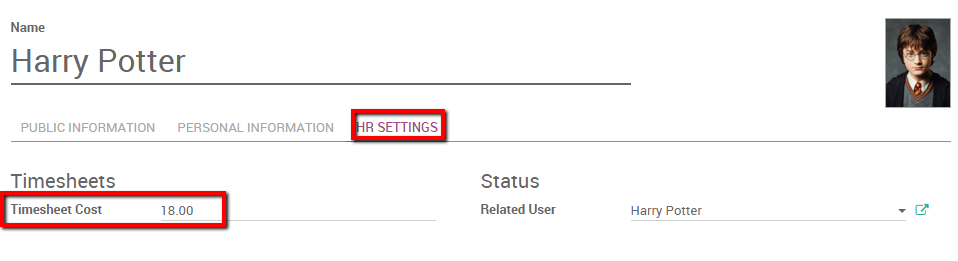 Name
Harry Potter
PUBLIC INFORMATION PERSONAL INFORMATION HR SETTINGS
Timesheets Status
Timesheet Cost 18.00 Related User Harry Potter